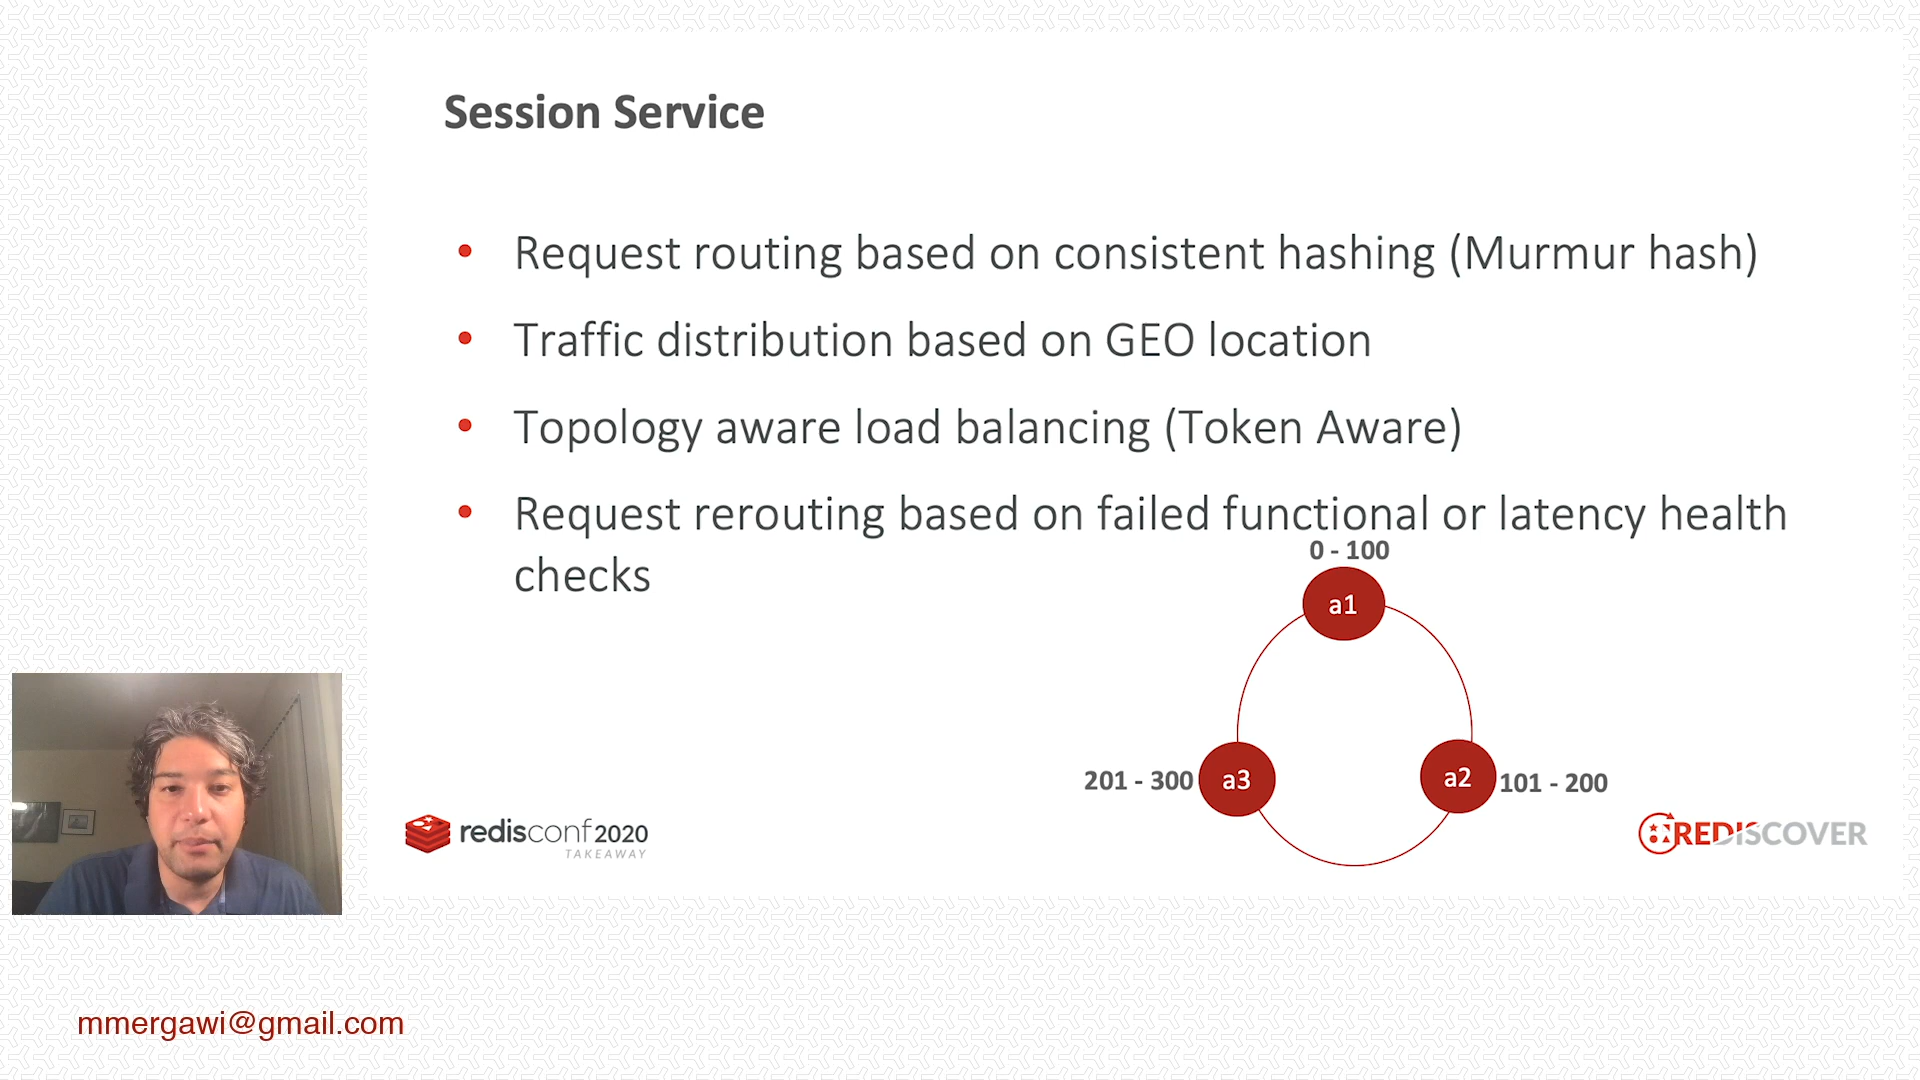 Session Service
• Request routing based on consistent hashing (Murmur hash)
• Traffic distribution based on GEO location
• Topology aware load balancing (Token Aware)
• Request rerouting based on failed functional or latency health
checks
0 - 100
a1
201 - 300
a3
a2
101 - 200
redisconf2020
TAKEAWAY
REDISCOVER
mmergawi@gmail.com